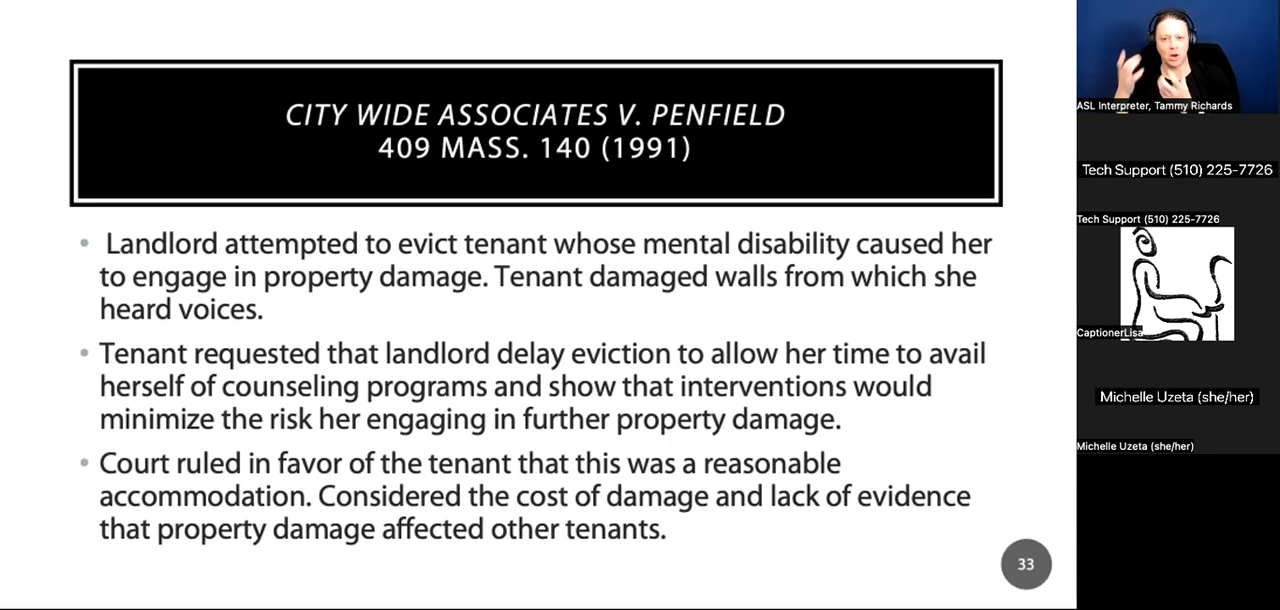 CITY WIDE ASSOCIATES V. PENFIELD
409 MASS. 140 (1991)
• Landlord attempted to evict tenant whose mental disability caused her
to engage in property damage. Tenant damaged walls from which she
heard voices.
• Tenant requested that landlord delay eviction to allow her time to avail
herself of counseling programs and show that interventions would
minimize the risk her engaging in further property damage.
• Court ruled in favor of the tenant that this was a reasonable
accommodation. Considered the cost of damage and lack of evidence
that property damage affected other tenants.
33
ASL Interpreter, Tammy Richards
Tech Support (510) 225-7726
Tech Support (510) 225-7726
CaptionerLisa
Michelle Uzeta (she/her)
Michelle Uzeta (she/her)